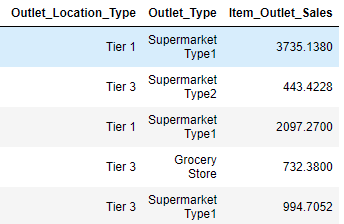 Outlet_Location_Type Outlet_Type Item_Outlet_Sales
Tier 1 Supermarket Type1 3735.1380
Tier 3 Supermarket Type2 443.4228
Tier 1 Supermarket Type1 2097.2700
Tier 3 Grocery Store 732.3800
Tier 3 Supermarket Type1 994.7052